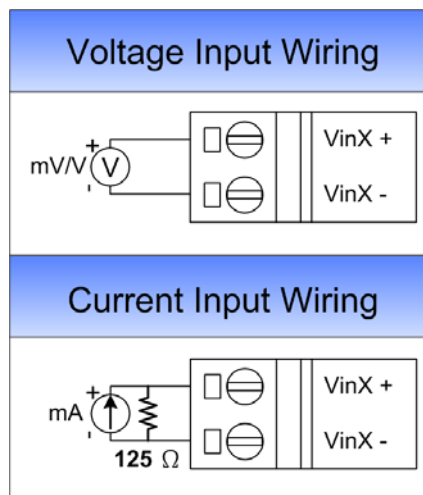 Voltage Input Wiring
+
mV/V
V
-
VinX +
VinX -
Current Input Wiring
+
mA
-
125 Ω
VinX +
VinX -